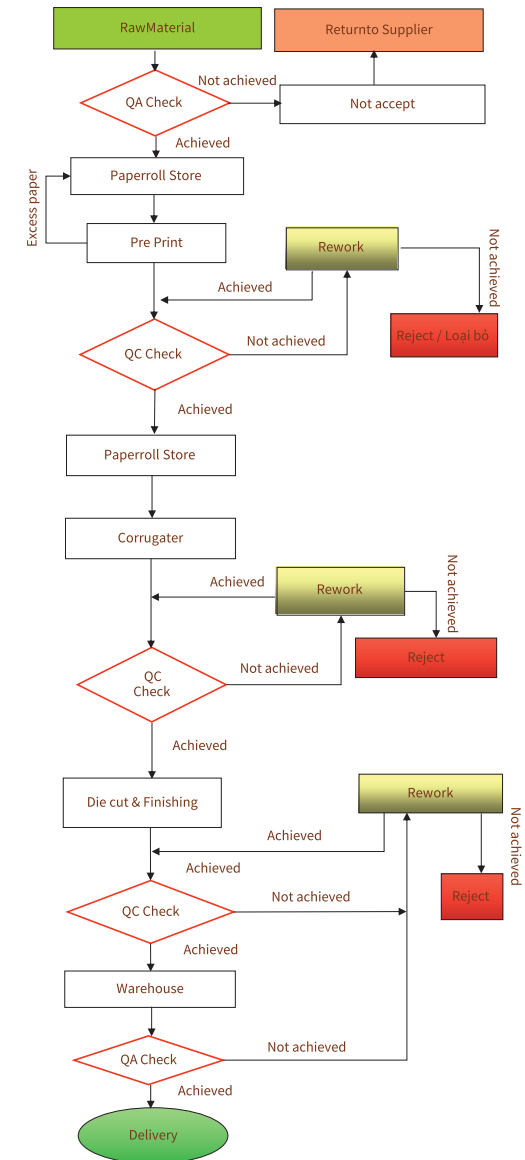 RawMaterial
Returnto Supplier
Not achieved
QA Check
Not accept
Achieved
Paperroll Store
Excess paper
Pre Print
Rework
Not achieved
Achieved
Reject / Loại bỏ
Not achieved
QC Check
Achieved
Paperroll Store
Corrugater
Achieved
Rework
Not achieved
Reject
Not achieved
QC
Check
Achieved
Die cut & Finishing
Rework
Not achieved
Achieved
Achieved
Not achieved
Reject
QC Check
Achieved
Warehouse
Not achieved
QA Check
Achieved
Delivery